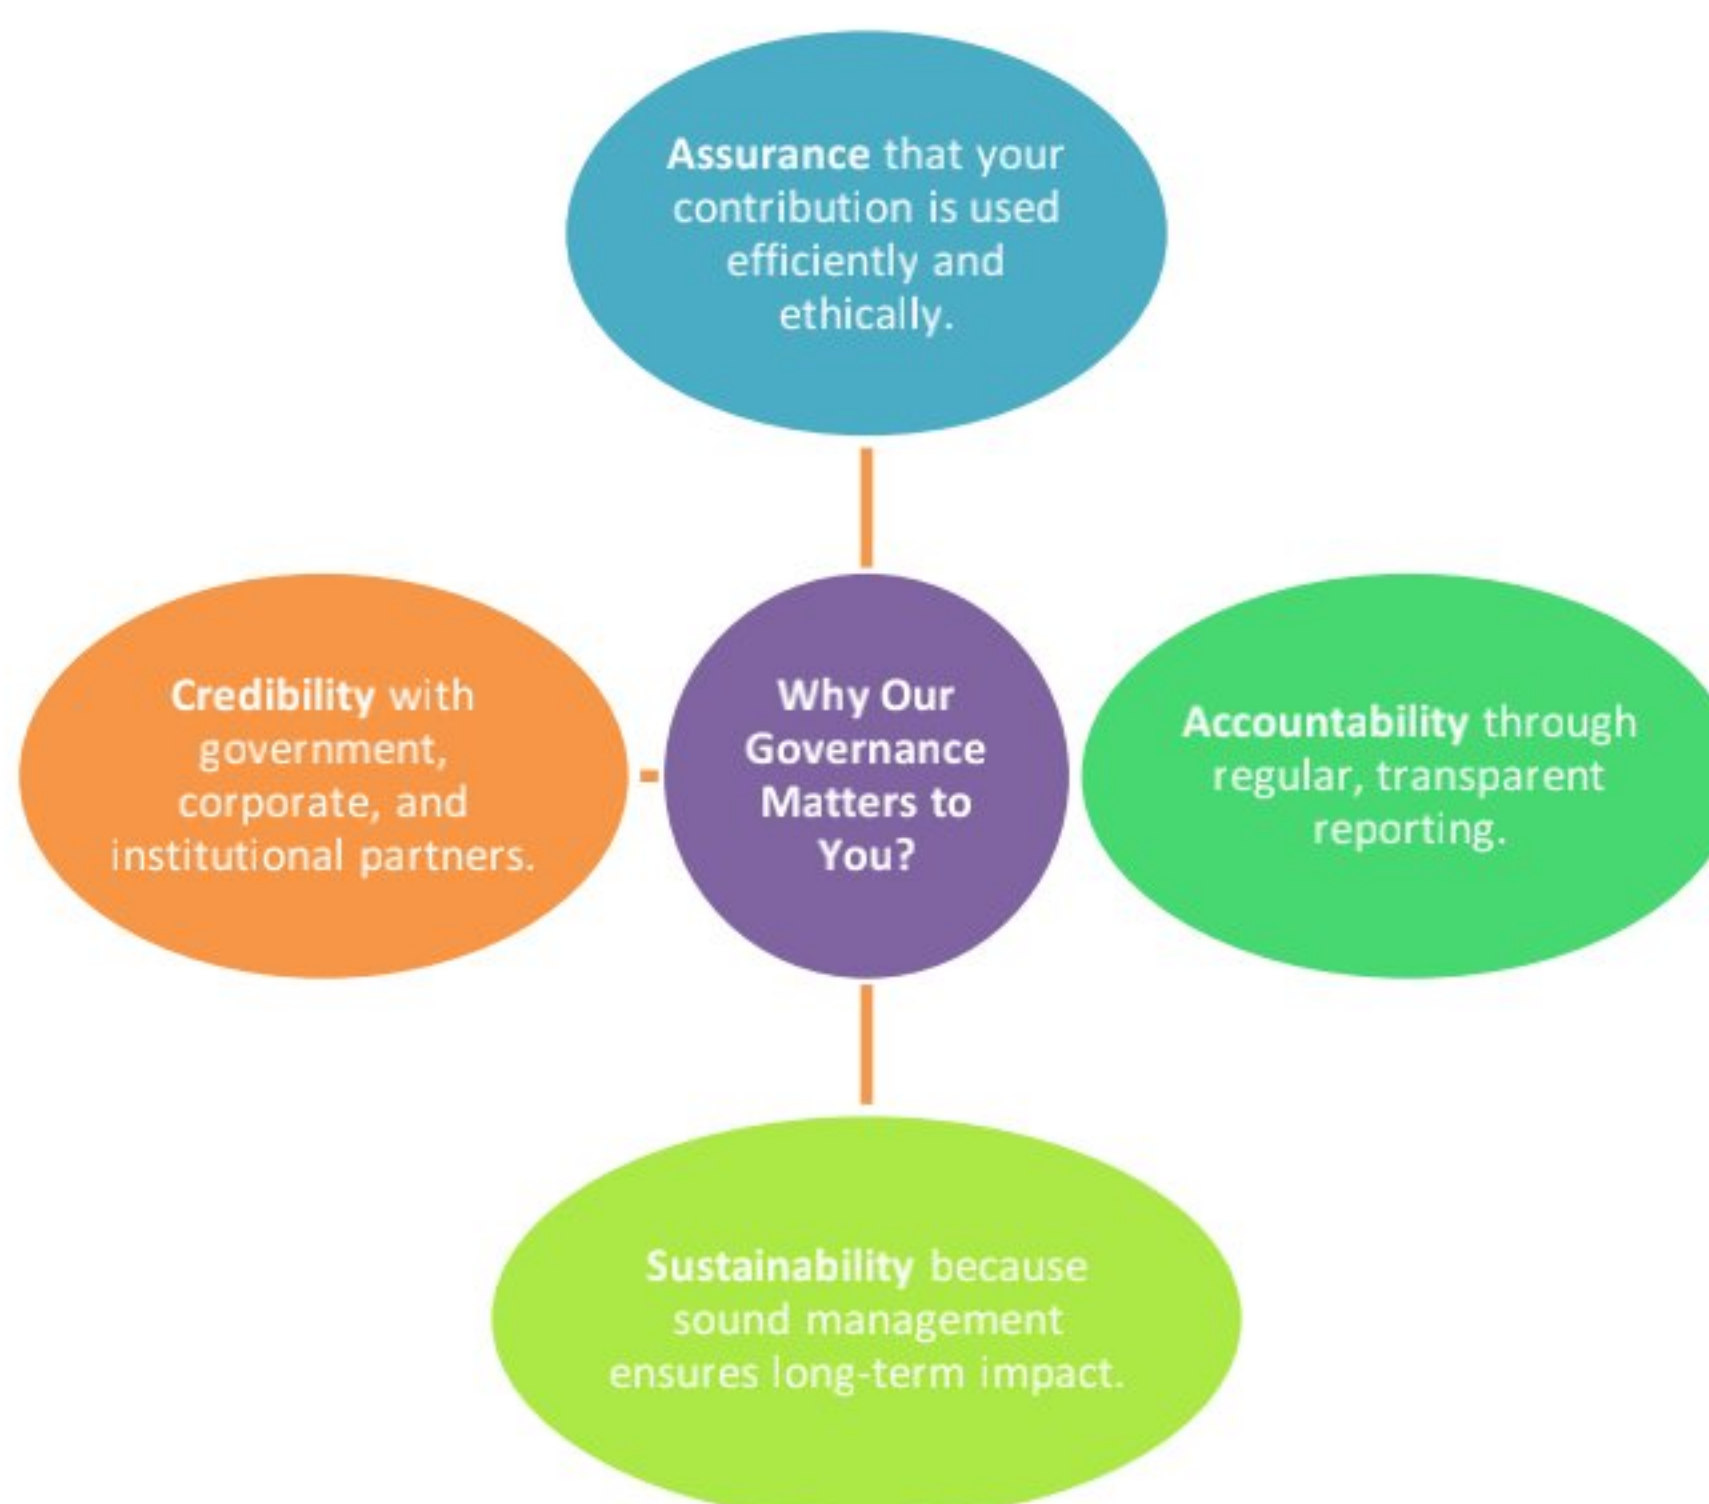 Assurance that your
contribution is used
efficiently and
ethically.
Credibility with
government,
corporate, and
institutional partners.
Why Our
Governance
Matters to
You?
Accountability through
regular, transparent
reporting.
Sustainability because
sound management
ensures long-term impact.